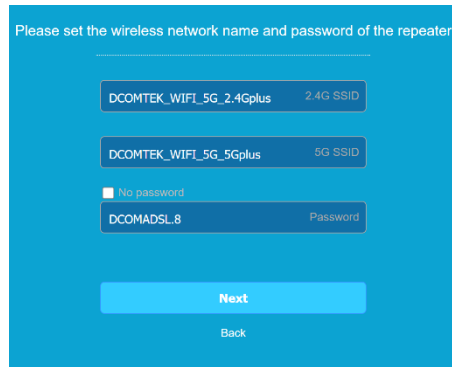 Please set the wireless network name and password of the repeater
DCOMTEK_WIFI_5G_2.4Gplus 2.4G SSID
DCOMTEK_WIFI_5G_5Gplus 5G SSID
No password
DCOMADSL.8 Password
Next
Back